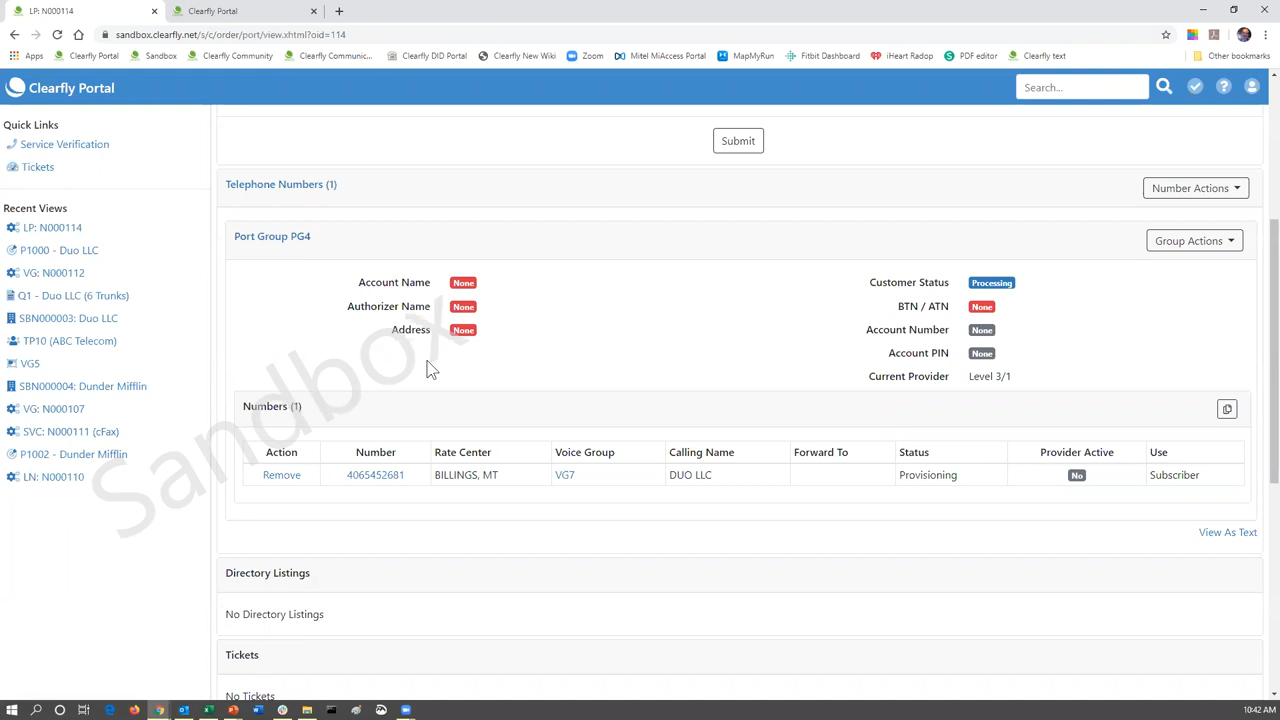 LP: N000114
Clearfly Portal
sandbox.clearfly.net/s/c/order/port/view.xhtml?oid=114
Apps
Clearfly Portal
Sandbox
Clearfly Community
Clearfly Communic...
Clearfly DID Portal
Clearfly New Wiki
Zoom
Mitel MiAccess Portal
MapMyRun
Fitbit Dashboard
iHeart Radop
PDF editor
Clearfly text
Other bookmarks
Clearfly Portal
Search...
Quick Links
Service Verification
Tickets
Recent Views
LP: N000114
P1000 - Duo LLC
VG: N000112
Q1 - Duo LLC (6 Trunks)
SBN000003: Duo LLC
TP10 (ABC Telecom)
VG5
SBN000004: Dunder Mifflin
VG: N000107
SVC: N000111 (cFax)
P1002 - Dunder Mifflin
LN: N000110
Submit
Telephone Numbers (1)
Number Actions
Port Group PG4
Group Actions
Account Name None
Authorizer Name None
Address None
Customer Status Processing
BTN / ATN None
Account Number None
Account PIN None
Current Provider Level 3/1
Numbers (1)
Action Number Rate Center Voice Group Calling Name Forward To Status Provider Active Use
Remove 4065452681 BILLINGS, MT VG7 DUO LLC Provisioning No Subscriber
View As Text
Directory Listings
No Directory Listings
Tickets
No Tickets
Sandbox
10:42 AM